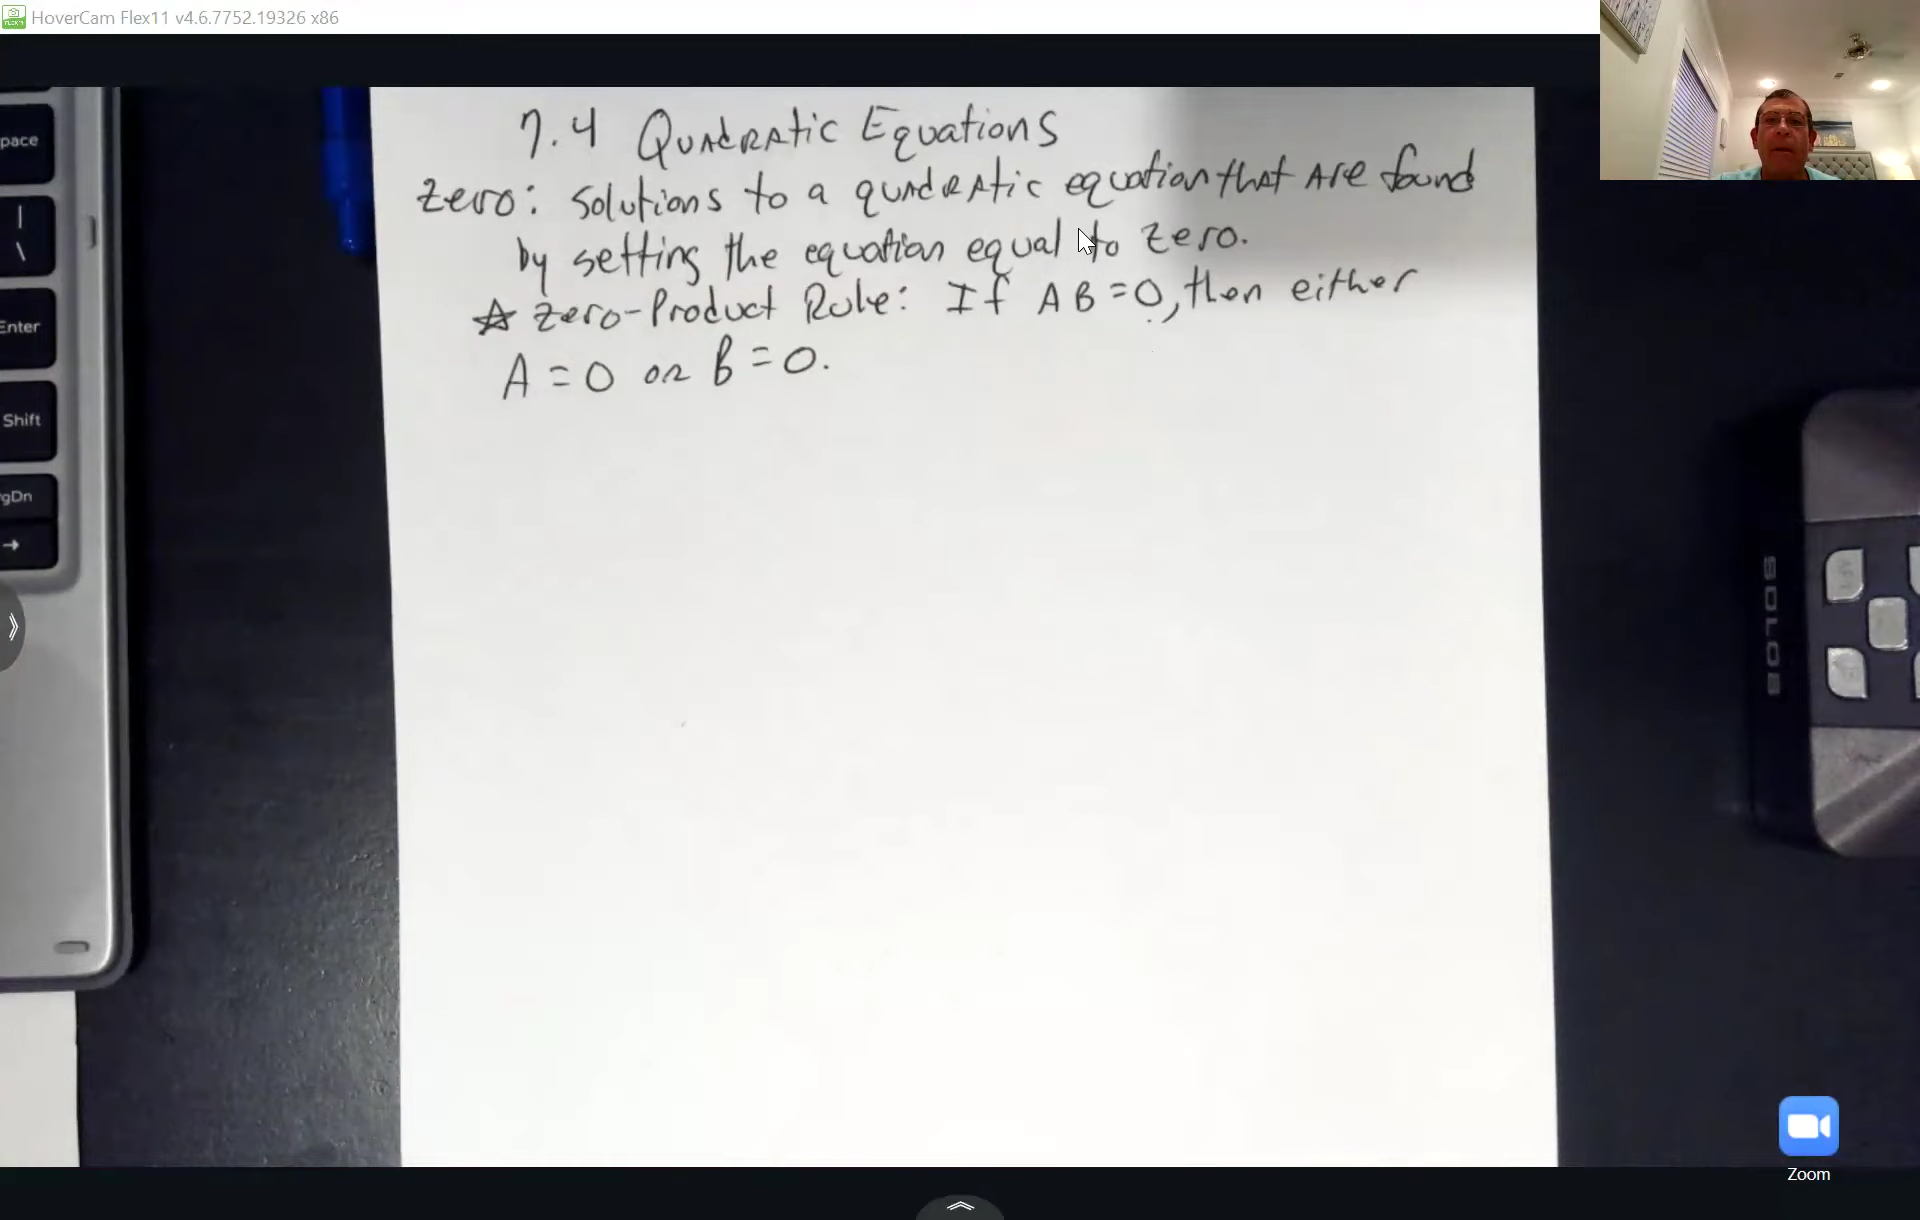 HoverCam Flex11 v4.6.7752.19326 x86
7.4 Quadratic Equations
Zero: Solutions to a quadratic equation that are found
by setting the equation equal to zero.
☆ Zero-Product Rule: If AB=0, then either
A=0 or B=0.
pace
|
\
Enter
Shift
gDn
→
SOLO8
Zoom